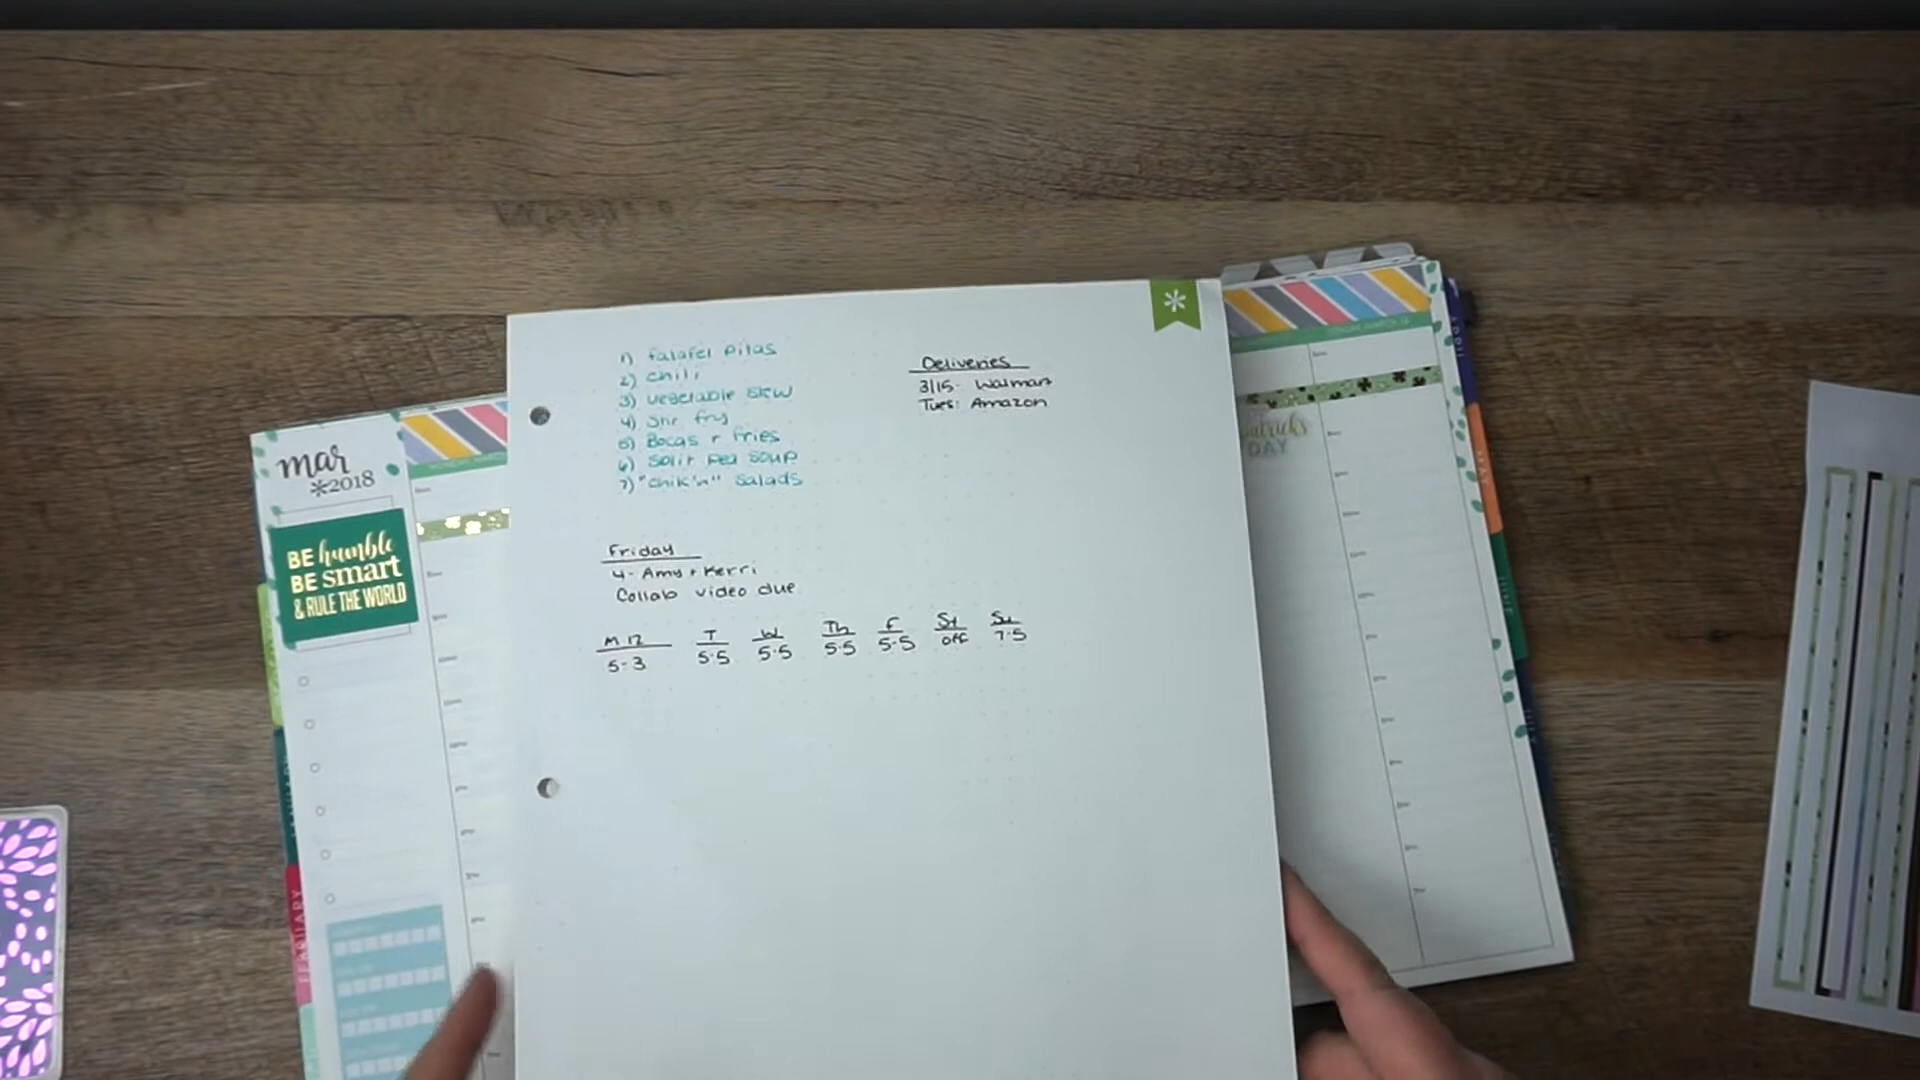 1) falafel pitas
2) chili
3) vegetable stew
4) Stir fry
5) Bocas + fries
6) Split pea soup
7) "chik'n" salads
Deliveries
3/15: Walmart
Tues: Amazon
Friday
4- Amy + Kerri
Collab video due
M 12 T W Th F St Su
5-3 5-5 5-5 5-5 5-5 off 7-5
mar
2018
BE humble
BE smart
& RULE THE WORLD
DAY
FEBRUARY